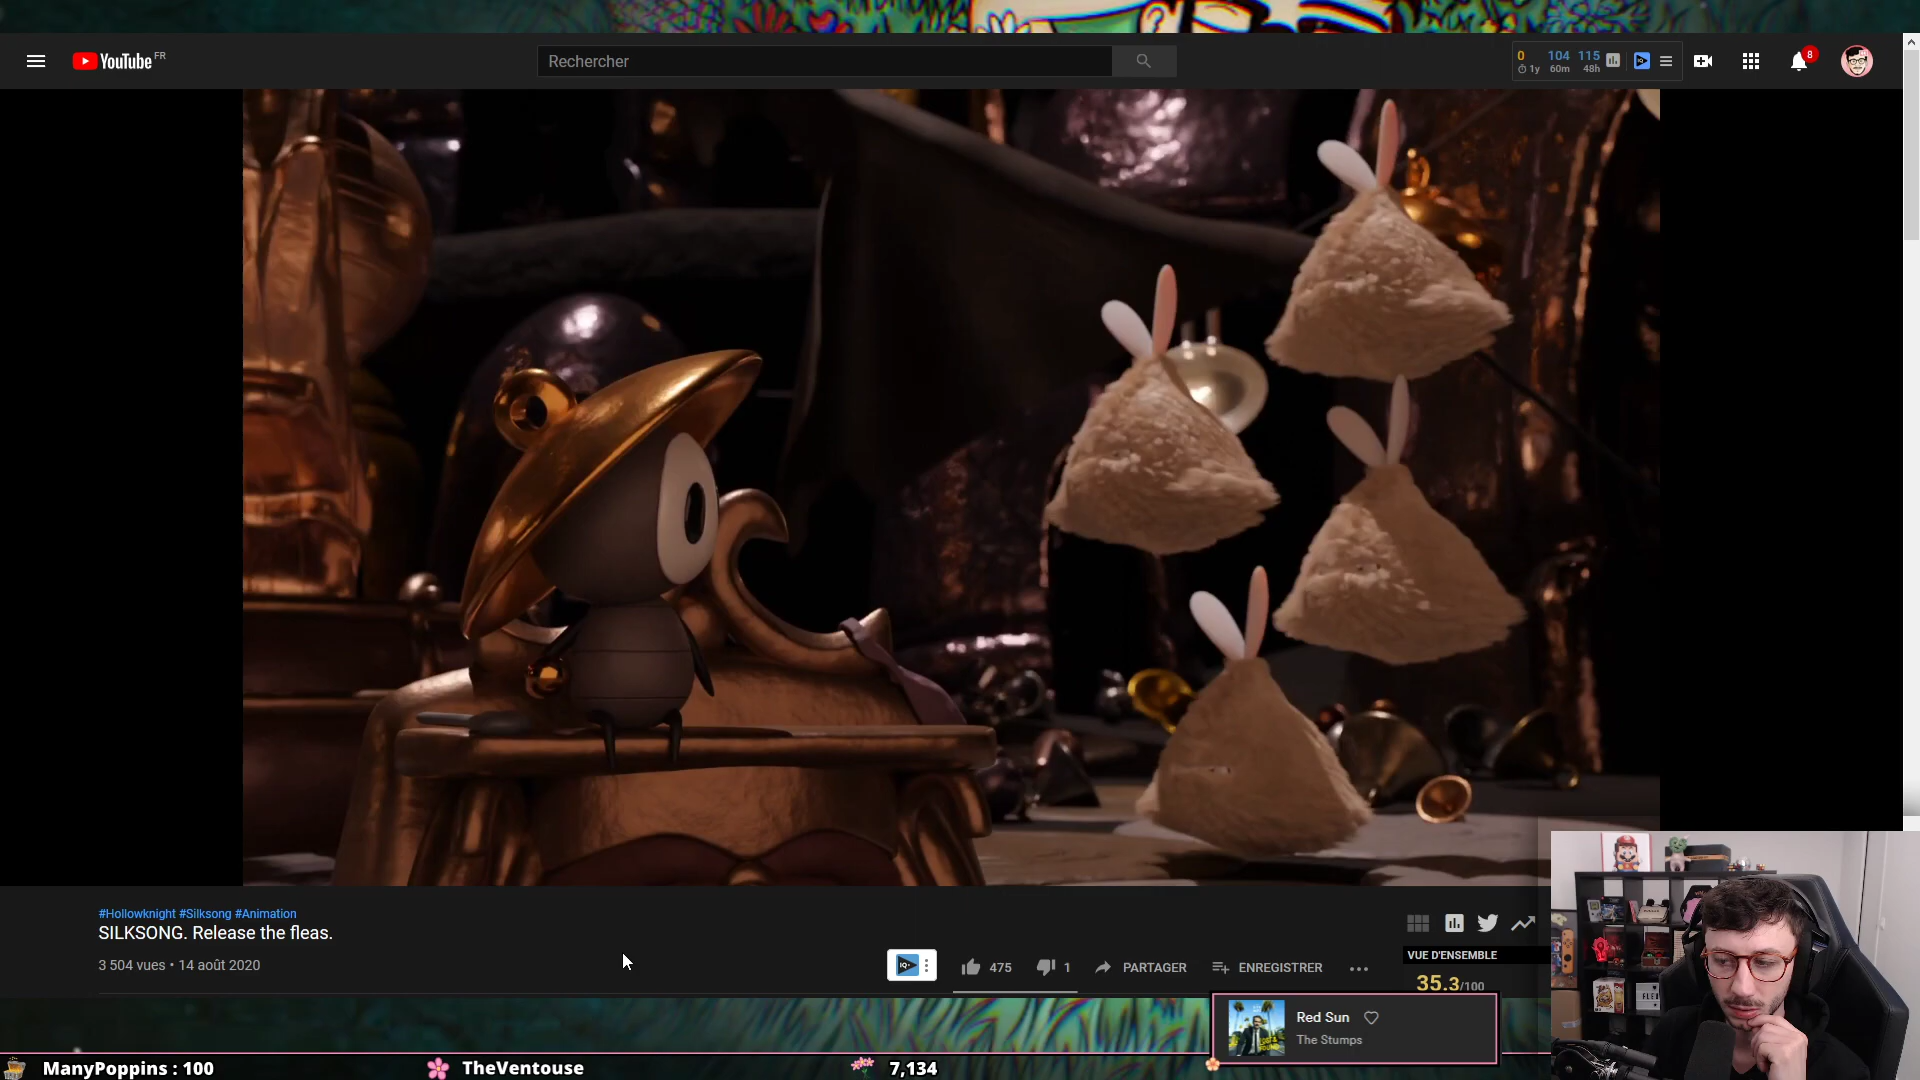 YouTube FR
Rechercher
0 104 115
1y 60m 48h
8
#Hollowknight #Silksong #Animation
SILKSONG. Release the fleas.
3 504 vues • 14 août 2020
IQ
475
1
PARTAGER
ENREGISTRER
VUE D'ENSEMBLE
35.3/100
Red Sun
The Stumps
ManyPoppins : 100
TheVentouse
7,134